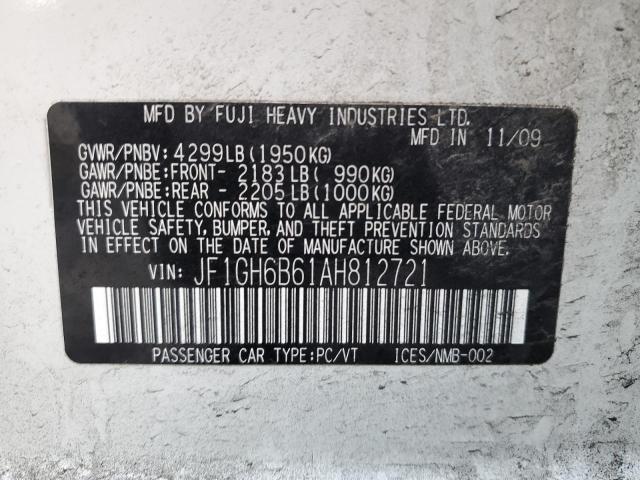 MFD BY FUJI HEAVY INDUSTRIES LTD.
MFD IN 11/09
GVWR/PNBV: 4299LB(1950KG)
GAWR/PNBE:FRONT- 2183LB( 990KG)
GAWR/PNBE:REAR - 2205LB(1000KG)
THIS VEHICLE CONFORMS TO ALL APPLICABLE FEDERAL MOTOR
VEHICLE SAFETY, BUMPER, AND THEFT PREVENTION STANDARDS
IN EFFECT ON THE DATE OF MANUFACTURE SHOWN ABOVE.
VIN: JF1GH6B61AH812721
PASSENGER CAR TYPE:PC/VT ICES/NMB-002